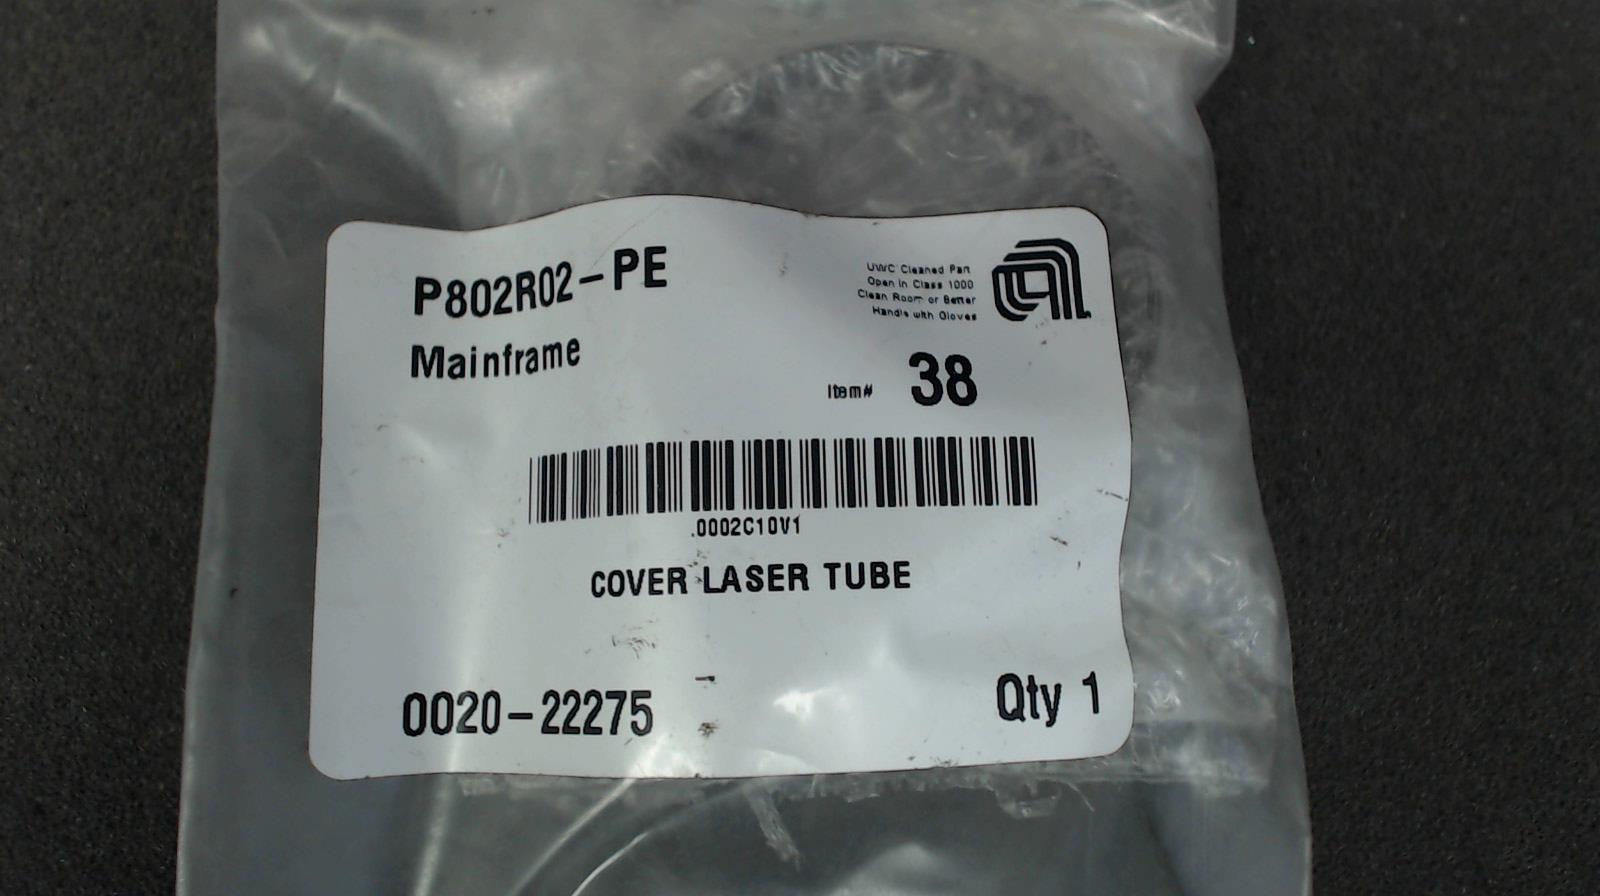 P802R02-PE
Mainframe
UWC Cleaned Part
Open in Class 1000
Clean Room or Better
Handle with Gloves
Item# 38
.0002C10V1
COVER LASER TUBE
0020-22275
Qty 1